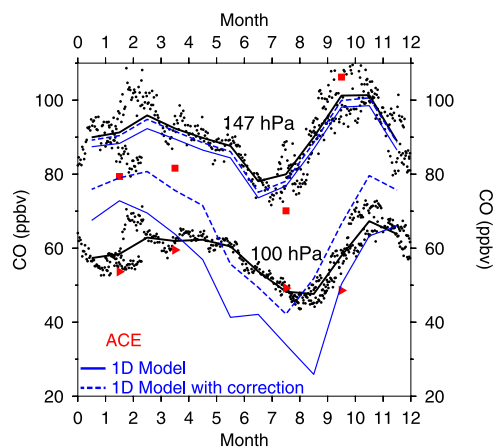 Month
0 1 2 3 4 5 6 7 8 9 10 11 12
100 100
80 80
60 60
40 40
20 20
CO (ppbv)
CO (ppbv)
147 hPa
100 hPa
ACE
1D Model
1D Model with correction
0 1 2 3 4 5 6 7 8 9 10 11 12
Month